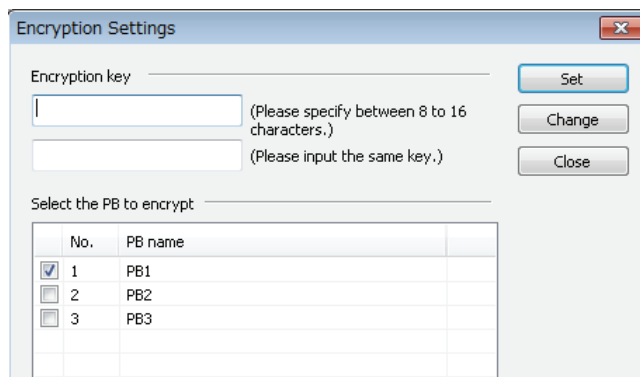 Encryption Settings
Encryption key
Set
(Please specify between 8 to 16
characters.)
Change
(Please input the same key.)
Close
Select the PB to encrypt
No. PB name
1 PB1
2 PB2
3 PB3